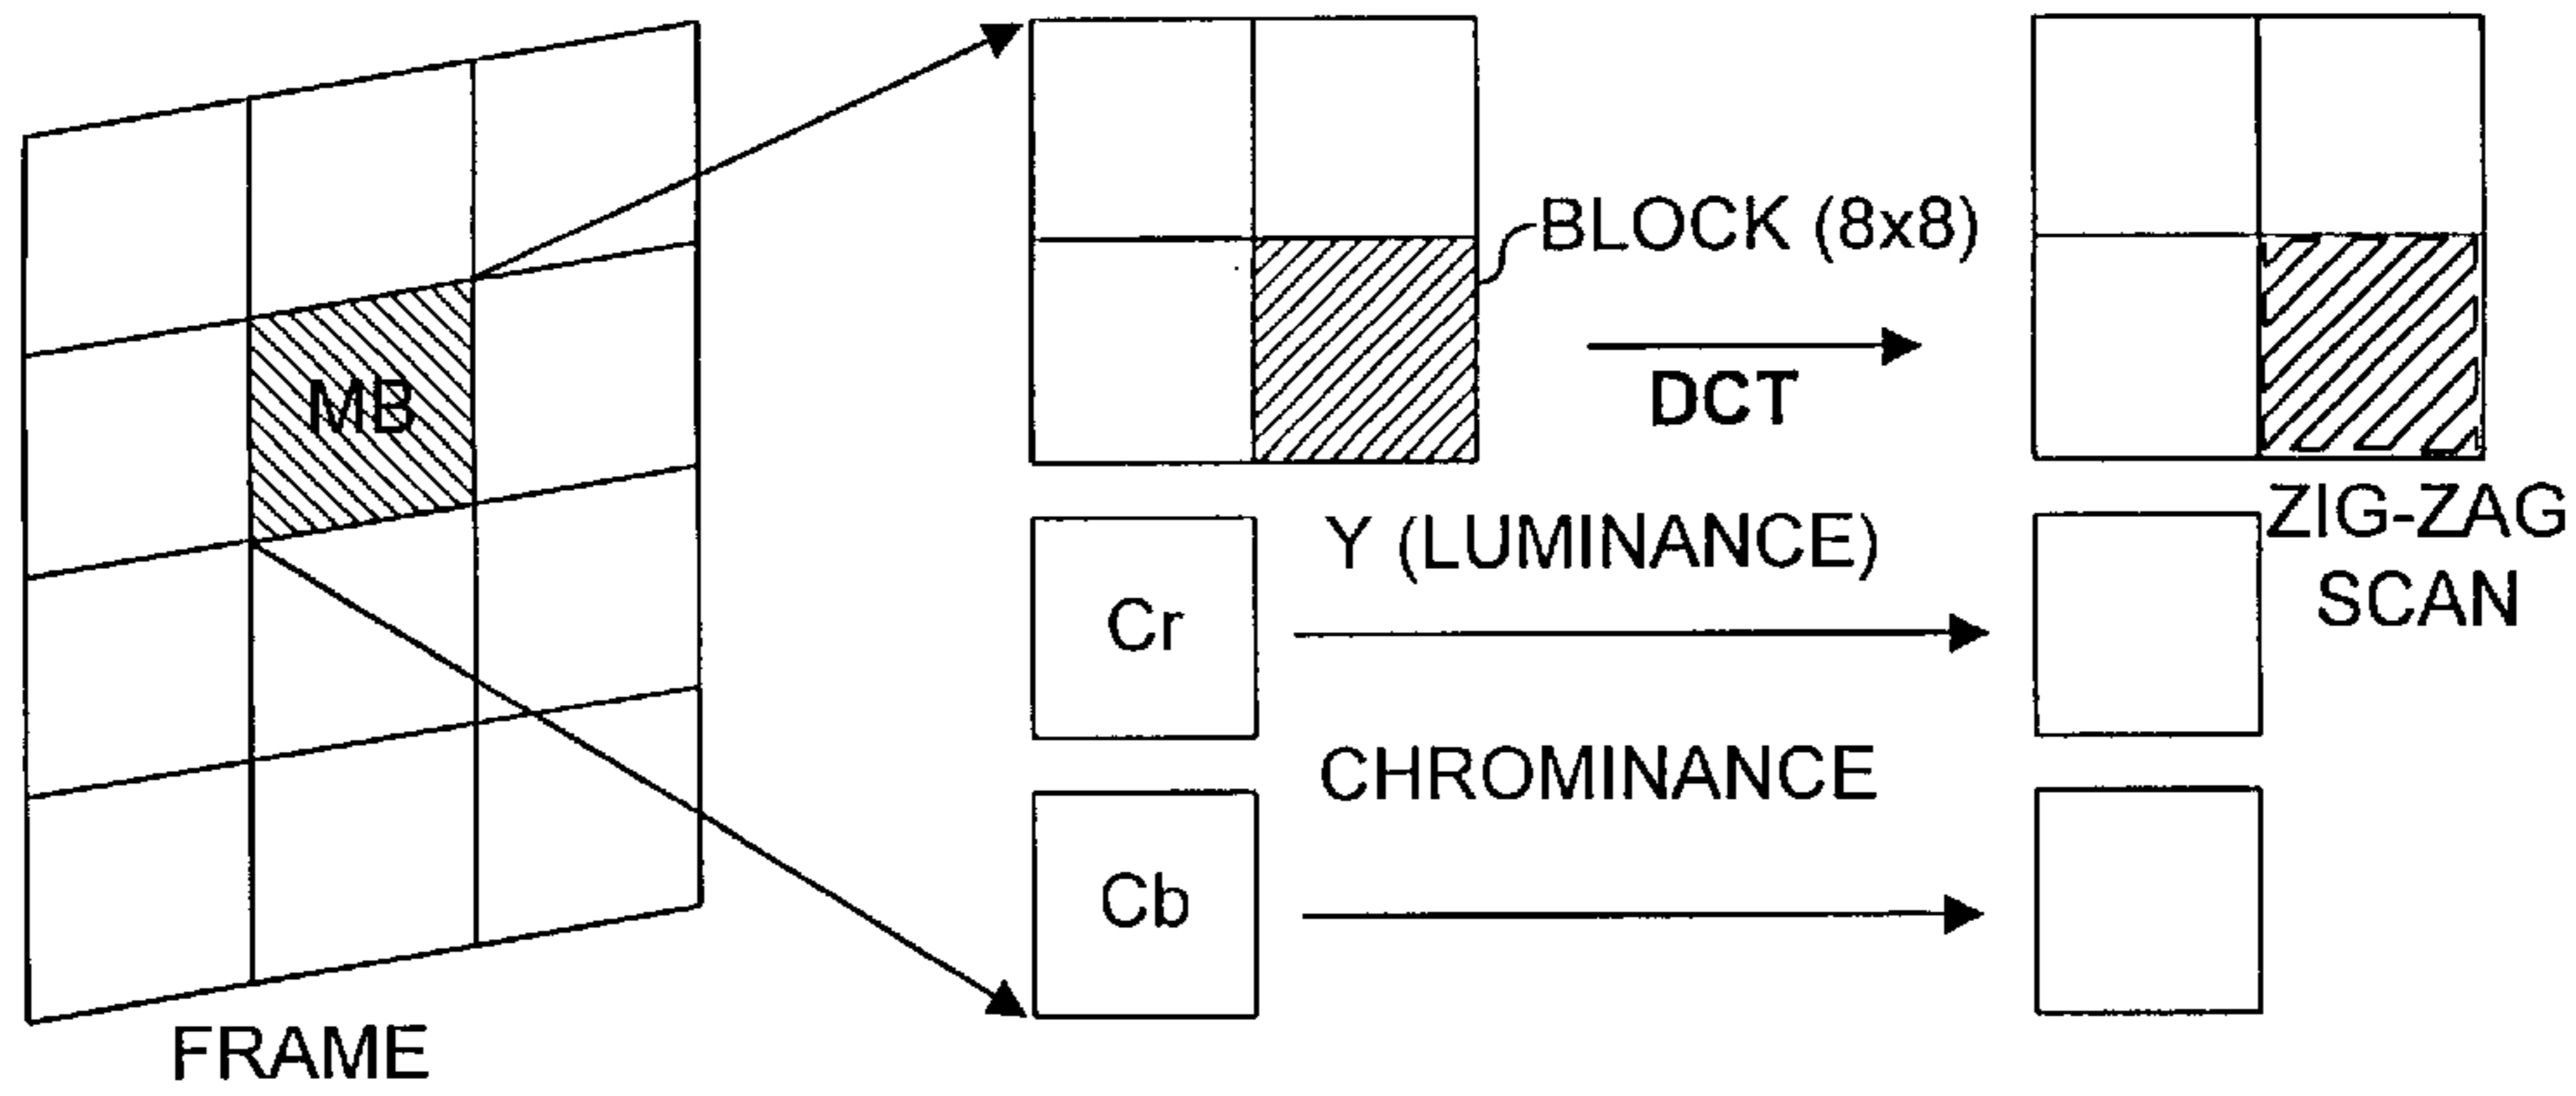 MB
FRAME
BLOCK (8x8)
DCT
Y (LUMINANCE)
Cr
CHROMINANCE
Cb
ZIG-ZAG
SCAN